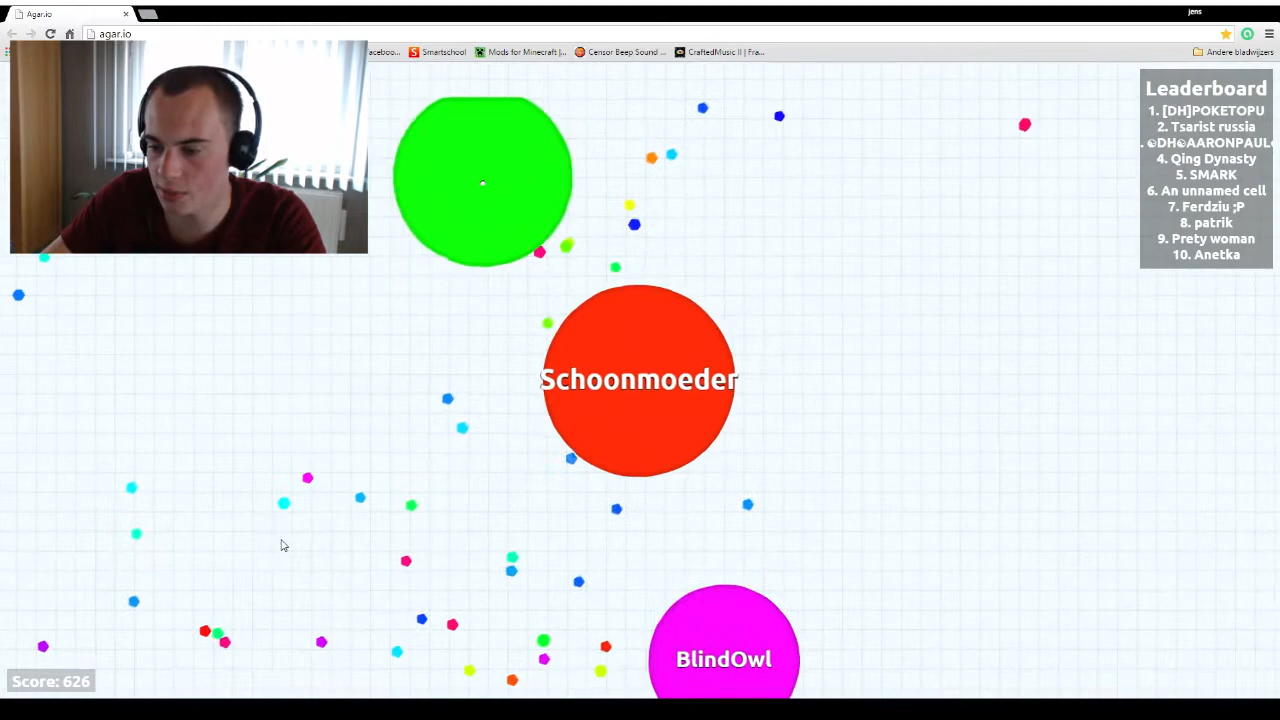 Agar.io
jens
agar.io
Smartschool
Mods for Minecraft |...
Censor Beep Sound ...
CraftedMusic II | Fra...
Andere bladwijzers
Leaderboard
1. [DH]POKETOPU
2. Tsarist russia
. ☯DH☯AARONPAUL
4. Qing Dynasty
5. SMARK
6. An unnamed cell
7. Ferdziu ;P
8. patrik
9. Prety woman
10. Anetka
Schoonmoeder
BlindOwl
Score: 626